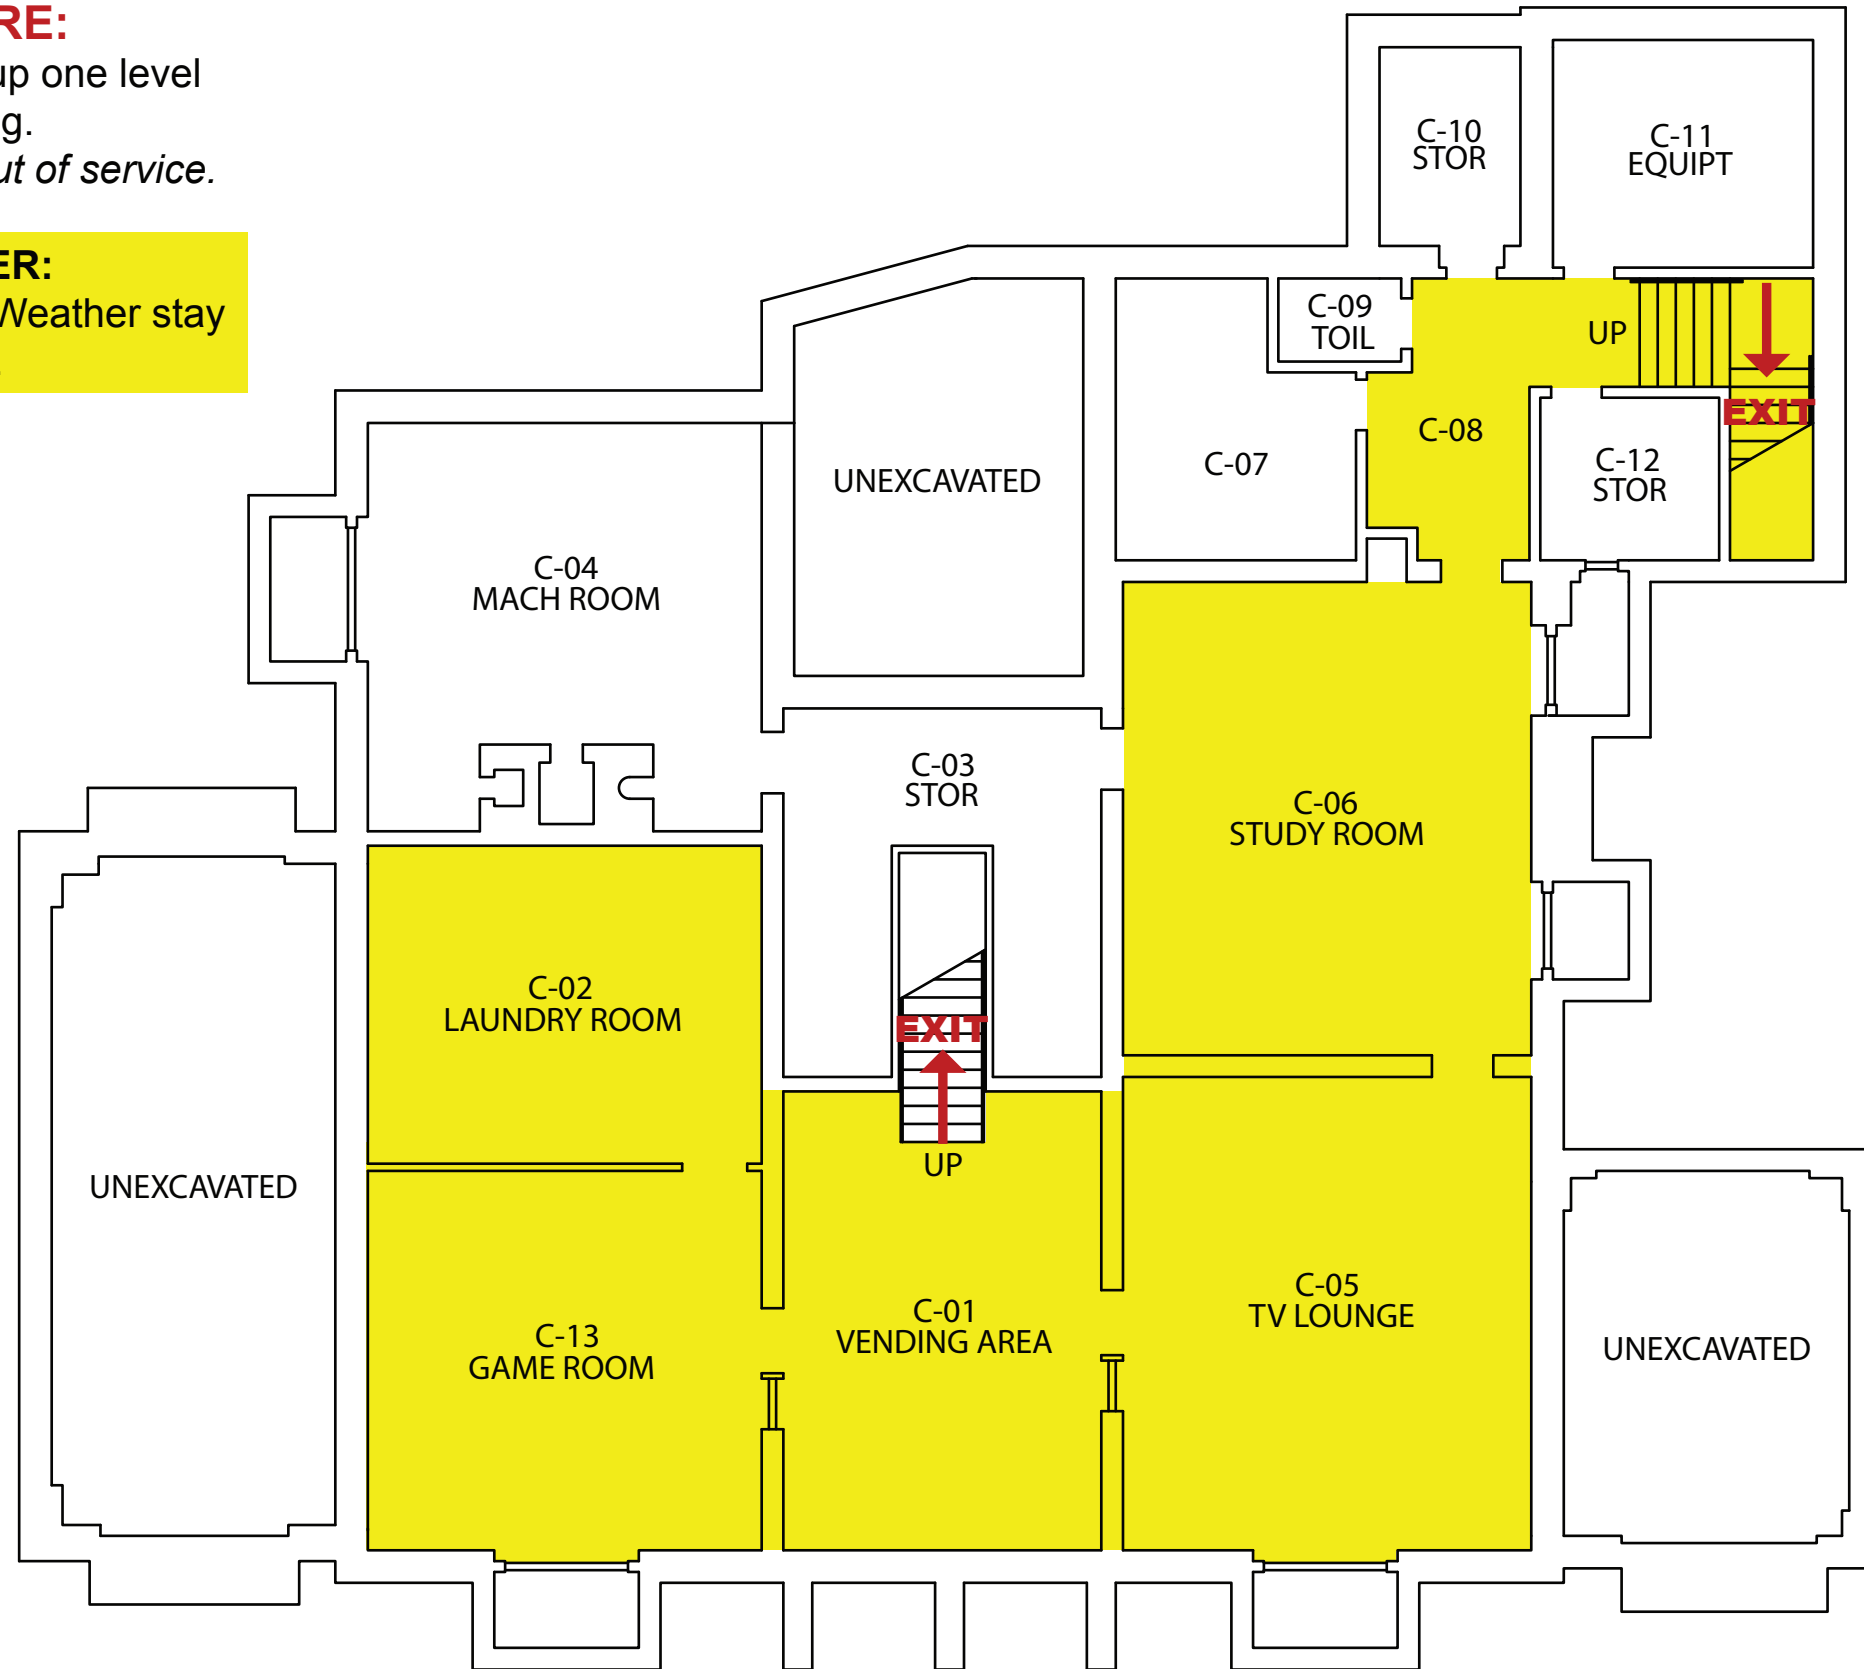 RE:
up one level
g.
ut of service.
ER:
Weather stay
C-10
STOR
C-11
EQUIPT
C-09
TOIL
UP
EXIT
C-08
C-07
C-12
STOR
UNEXCAVATED
C-04
MACH ROOM
C-03
STOR
C-06
STUDY ROOM
C-02
LAUNDRY ROOM
EXIT
UP
UNEXCAVATED
C-05
TV LOUNGE
C-01
VENDING AREA
C-13
GAME ROOM
UNEXCAVATED